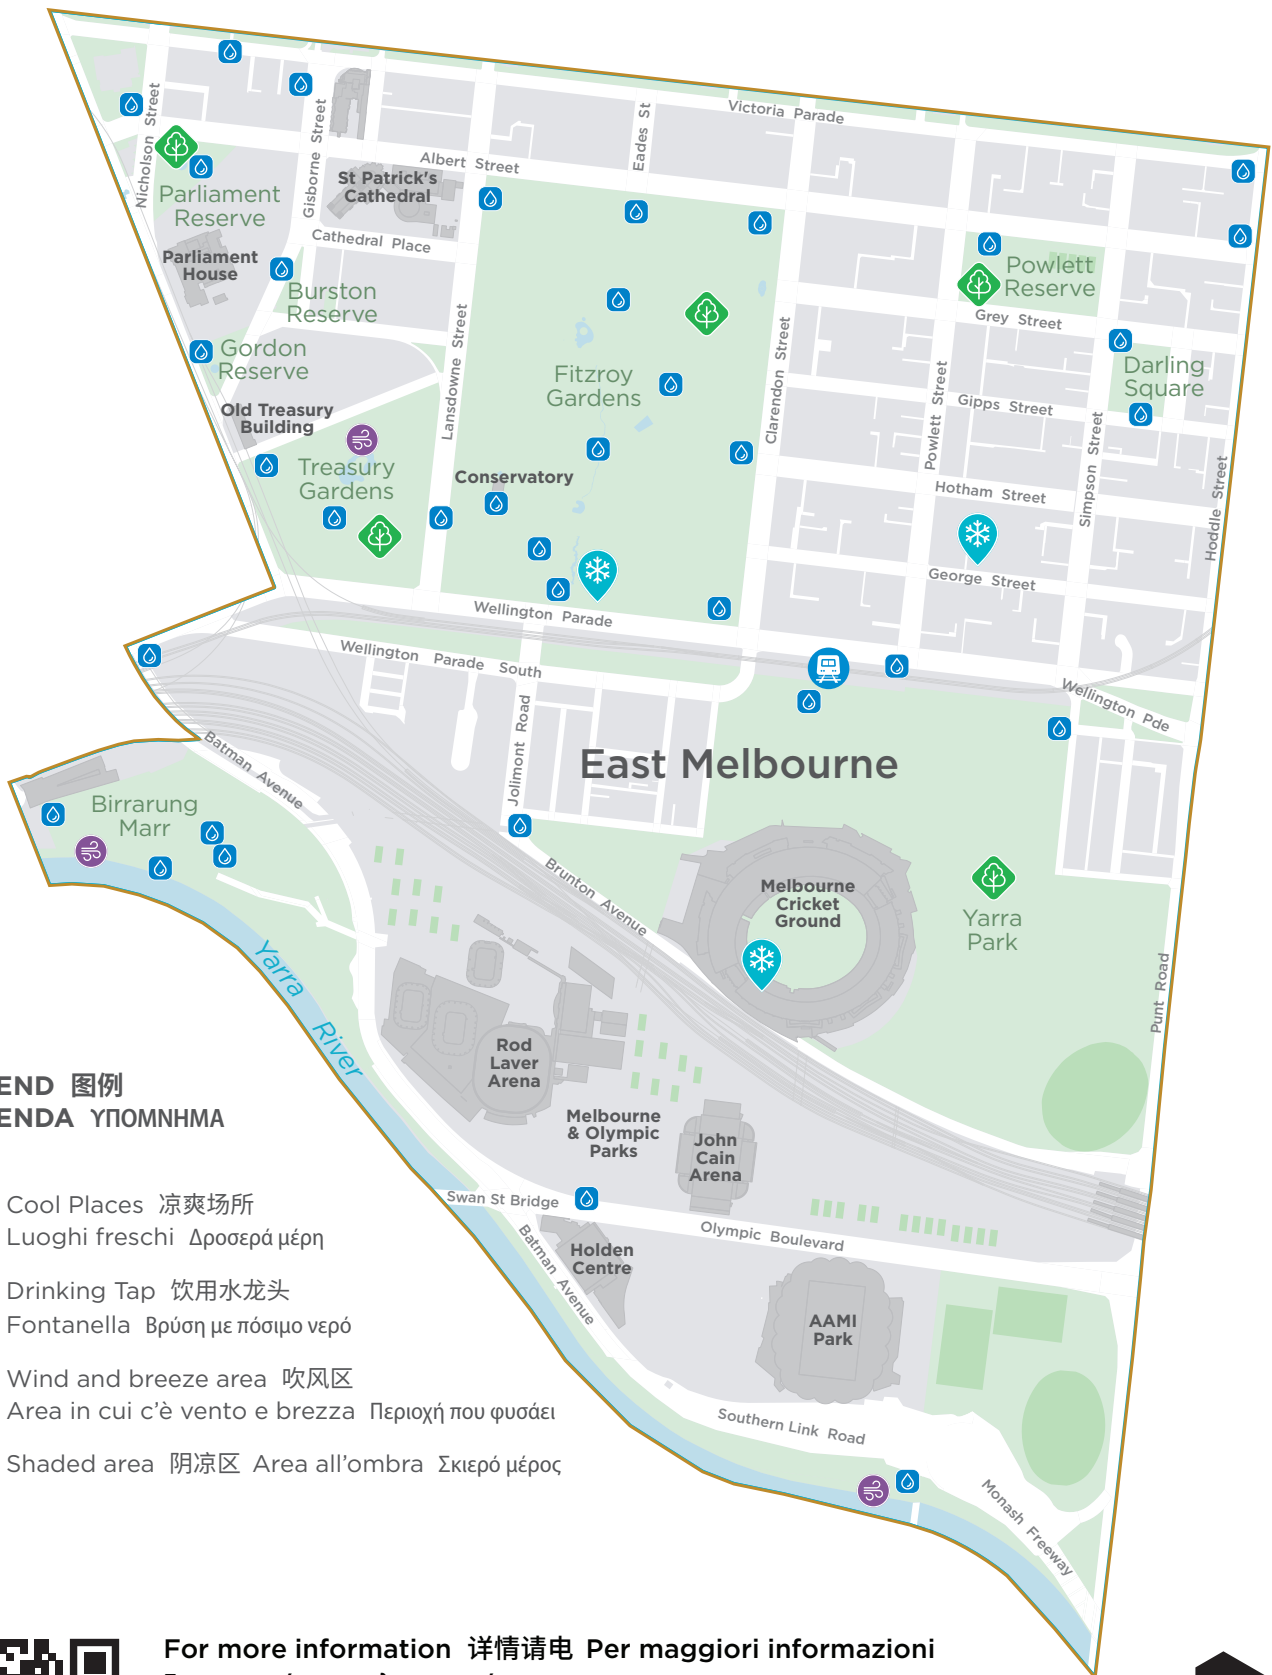 Victoria Parade
Nicholson Street
Gisborne Street
Eades St
Albert Street
St Patrick's
Cathedral
Parliament
Reserve
Cathedral Place
Parliament
House
Burston
Reserve
Powlett
Reserve
Grey Street
Lansdowne Street
Clarendon Street
Gordon
Reserve
Fitzroy
Gardens
Darling
Square
Powlett Street
Gipps Street
Old Treasury
Building
Simpson Street
Treasury
Gardens
Conservatory
Hotham Street
Hoddle Street
George Street
Wellington Parade
Wellington Parade South
Wellington Pde
Jolimont Road
Batman Avenue
East Melbourne
Birrarung
Marr
Brunton Avenue
Melbourne
Cricket
Ground
Yarra
Park
Yarra River
Punt Road
Rod
Laver
Arena
Melbourne
& Olympic
Parks
John
Cain
Arena
Swan St Bridge
Olympic Boulevard
Batman Avenue
Holden
Centre
AAMI
Park
Southern Link Road
Monash Freeway
END 图例
ENDA ΥΠΟΜΝΗΜΑ
Cool Places 凉爽场所
Luoghi freschi Δροσερά μέρη
Drinking Tap 饮用水龙头
Fontanella Βρύση με πόσιμο νερό
Wind and breeze area 吹风区
Area in cui c'è vento e brezza Περιοχή που φυσάει
Shaded area 阴凉区 Area all'ombra Σκιερό μέρος
For more information 详情请电 Per maggiori informazioni